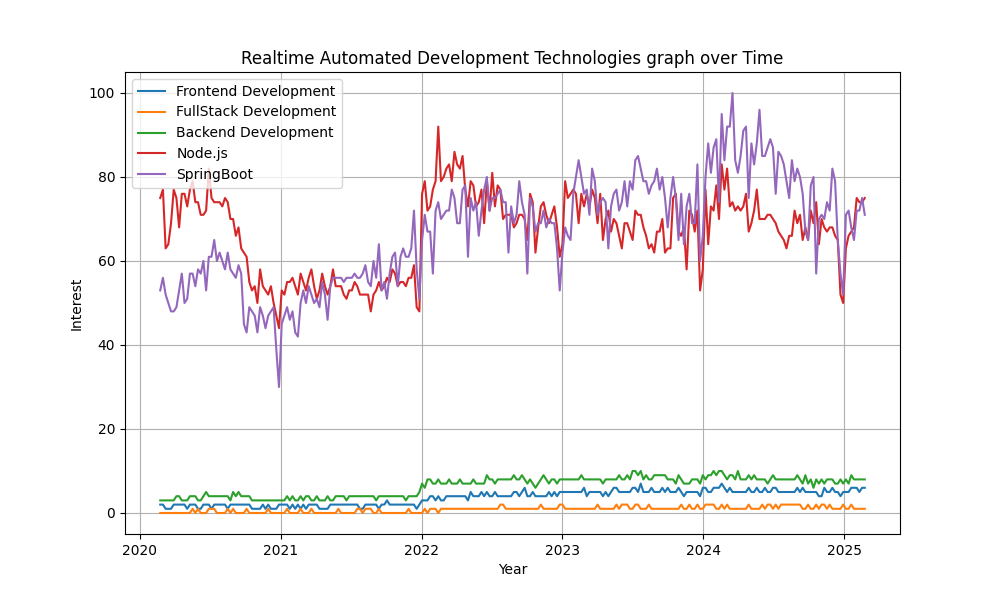 Realtime Automated Development Technologies graph over Time
Frontend Development
FullStack Development
Backend Development
Node.js
SpringBoot
100
80
60
40
20
0
Interest
2020 2021 2022 2023 2024 2025
Year